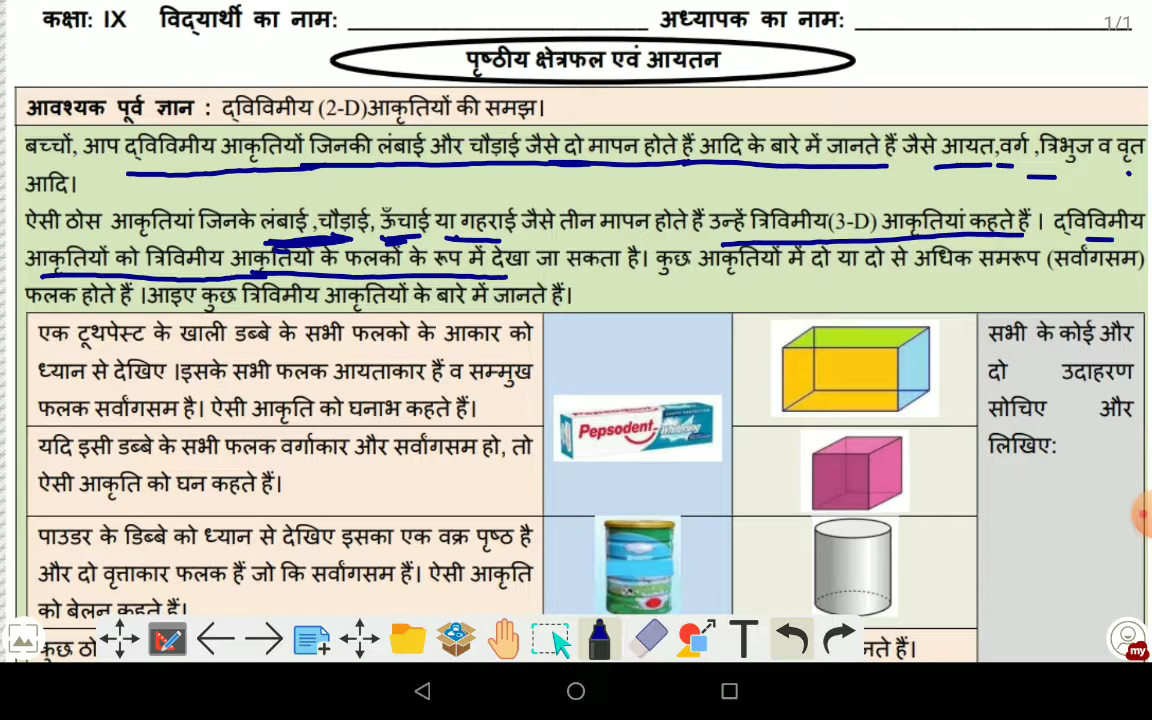 कक्षा: IX विद्यार्थी का नाम: ____________________ अध्यापक का नाम: ____________________
1/1
पृष्ठीय क्षेत्रफल एवं आयतन
आवश्यक पूर्व ज्ञान : द्विविमीय (2-D)आकृतियों की समझ।
बच्चों, आप द्विविमीय आकृतियों जिनकी लंबाई और चौड़ाई जैसे दो मापन होते हैं आदि के बारे में जानते हैं जैसे आयत,वर्ग ,त्रिभुज व वृत
आदि।
ऐसी ठोस आकृतियां जिनके लंबाई ,चौड़ाई, ऊँचाई या गहराई जैसे तीन मापन होते हैं उन्हें त्रिविमीय(3-D) आकृतियां कहते हैं । द्विविमीय
आकृतियों को त्रिविमीय आकृतियों के फलकों के रूप में देखा जा सकता है। कुछ आकृतियों में दो या दो से अधिक समरूप (सर्वांगसम)
फलक होते हैं ।आइए कुछ त्रिविमीय आकृतियों के बारे में जानते हैं।
एक टूथपेस्ट के खाली डब्बे के सभी फलको के आकार को
ध्यान से देखिए ।इसके सभी फलक आयताकार हैं व सम्मुख
फलक सर्वांगसम है। ऐसी आकृति को घनाभ कहते हैं।
Pepsodent
Whitening
सभी के कोई और
दो उदाहरण
सोचिए और
लिखिए:
यदि इसी डब्बे के सभी फलक वर्गाकार और सर्वांगसम हो, तो
ऐसी आकृति को घन कहते हैं।
पाउडर के डिब्बे को ध्यान से देखिए इसका एक वक्र पृष्ठ है
और दो वृत्ताकार फलक हैं जो कि सर्वांगसम हैं। ऐसी आकृति
को बेलन कहते हैं।
कुछ ठो
नते हैं।
T
my